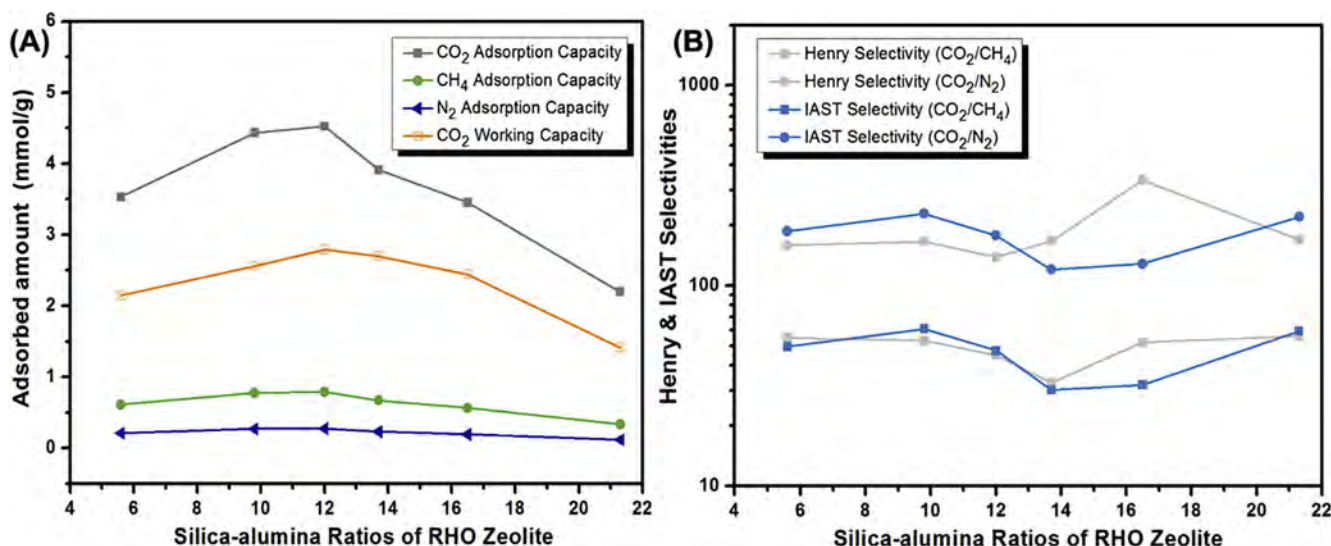 (A)
Adsorbed amount (mmol/g)
6
5
4
3
2
1
0
CO2 Adsorption Capacity
CH4 Adsorption Capacity
N2 Adsorption Capacity
CO2 Working Capacity
4 6 8 10 12 14 16 18 20 22
Silica-alumina Ratios of RHO Zeolite
(B)
Henry & IAST Selectivities
1000
100
10
Henry Selectivity (CO2/CH4)
Henry Selectivity (CO2/N2)
IAST Selectivity (CO2/CH4)
IAST Selectivity (CO2/N2)
4 6 8 10 12 14 16 18 20 22
Silica-alumina Ratios of RHO Zeolite